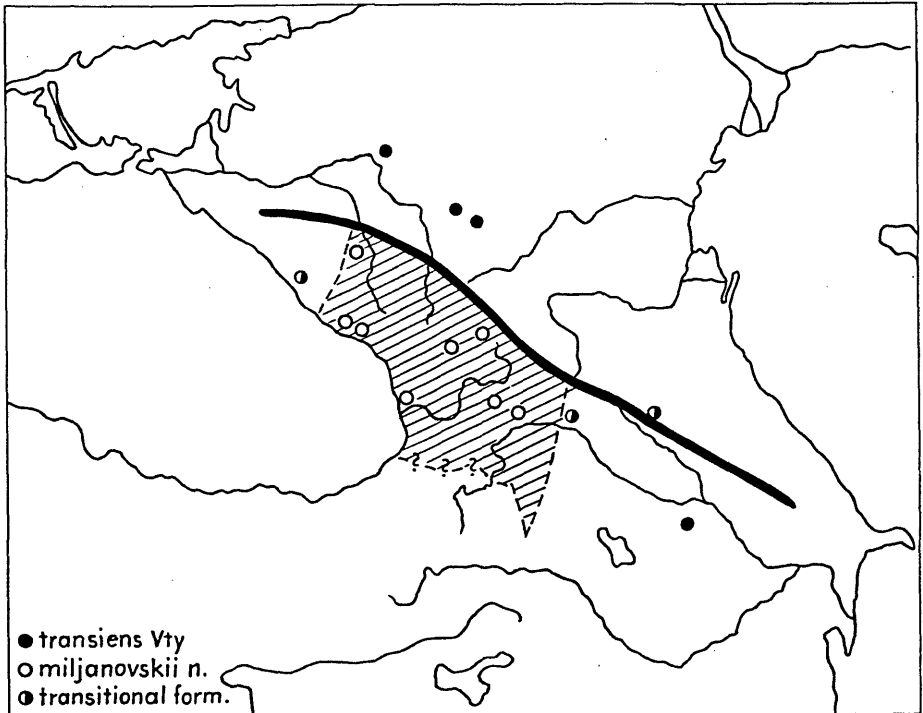 ? ? ?
transiens Vty
miljanovskii n.
transitional form.